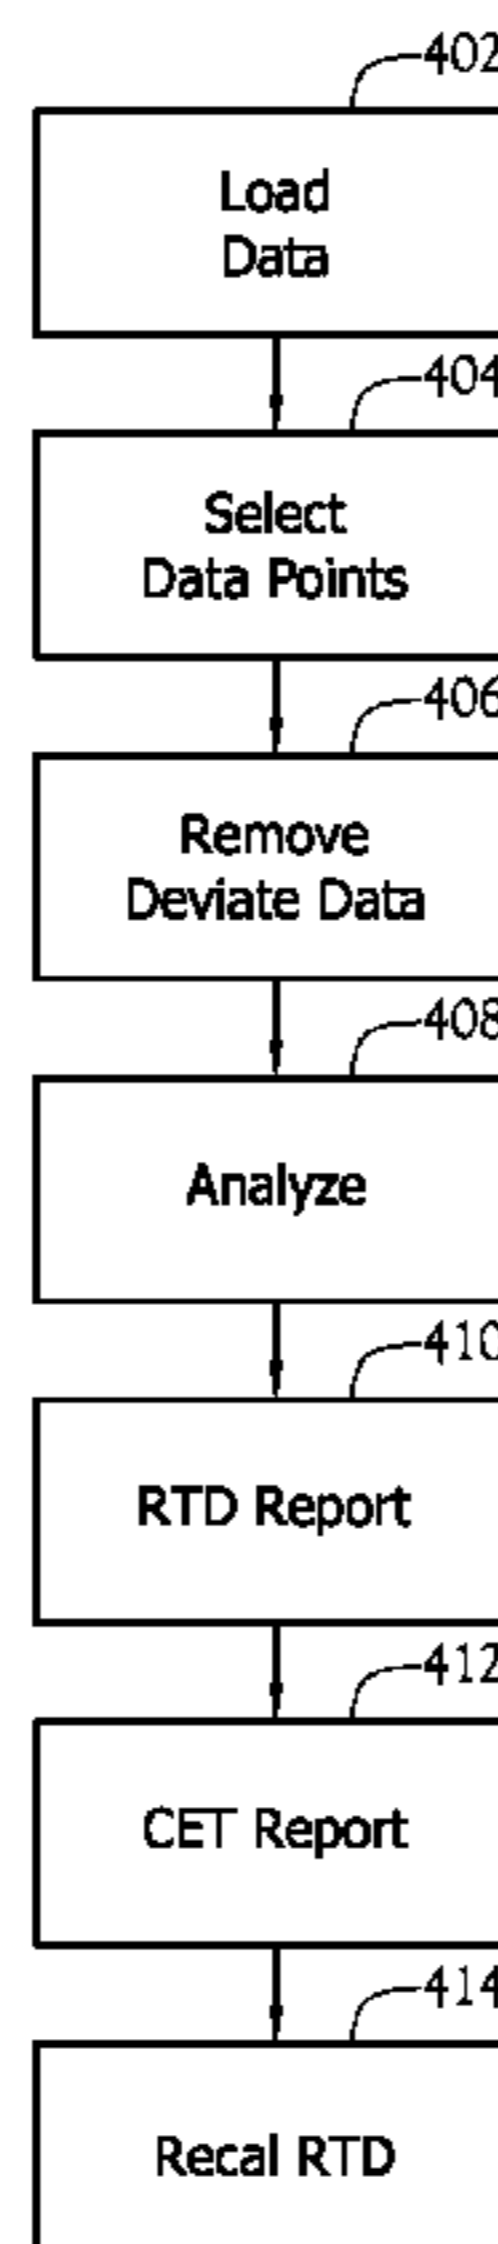 402
Load
Data
404
Select
Data Points
406
Remove
Deviate Data
408
Analyze
410
RTD Report
412
CET Report
414
Recal RTD